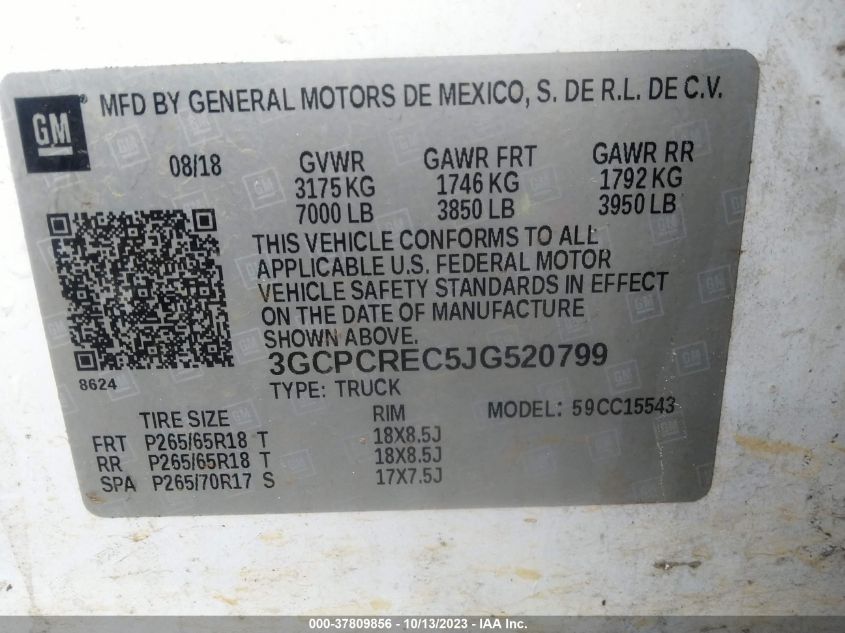 GM ® MFD BY GENERAL MOTORS DE MEXICO, S. DE R.L. DE C.V.
08/18 GVWR GAWR FRT GAWR RR
3175 KG 1746 KG 1792 KG
7000 LB 3850 LB 3950 LB
THIS VEHICLE CONFORMS TO ALL
APPLICABLE U.S. FEDERAL MOTOR
VEHICLE SAFETY STANDARDS IN EFFECT
ON THE DATE OF MANUFACTURE
SHOWN ABOVE.
8624 3GCPCREC5JG520799
TYPE: TRUCK
TIRE SIZE RIM MODEL: 59CC15543
FRT P265/65R18 T 18X8.5J
RR P265/65R18 T 18X8.5J
SPA P265/70R17 S 17X7.5J
000-37809856 - 10/13/2023 - IAA Inc.